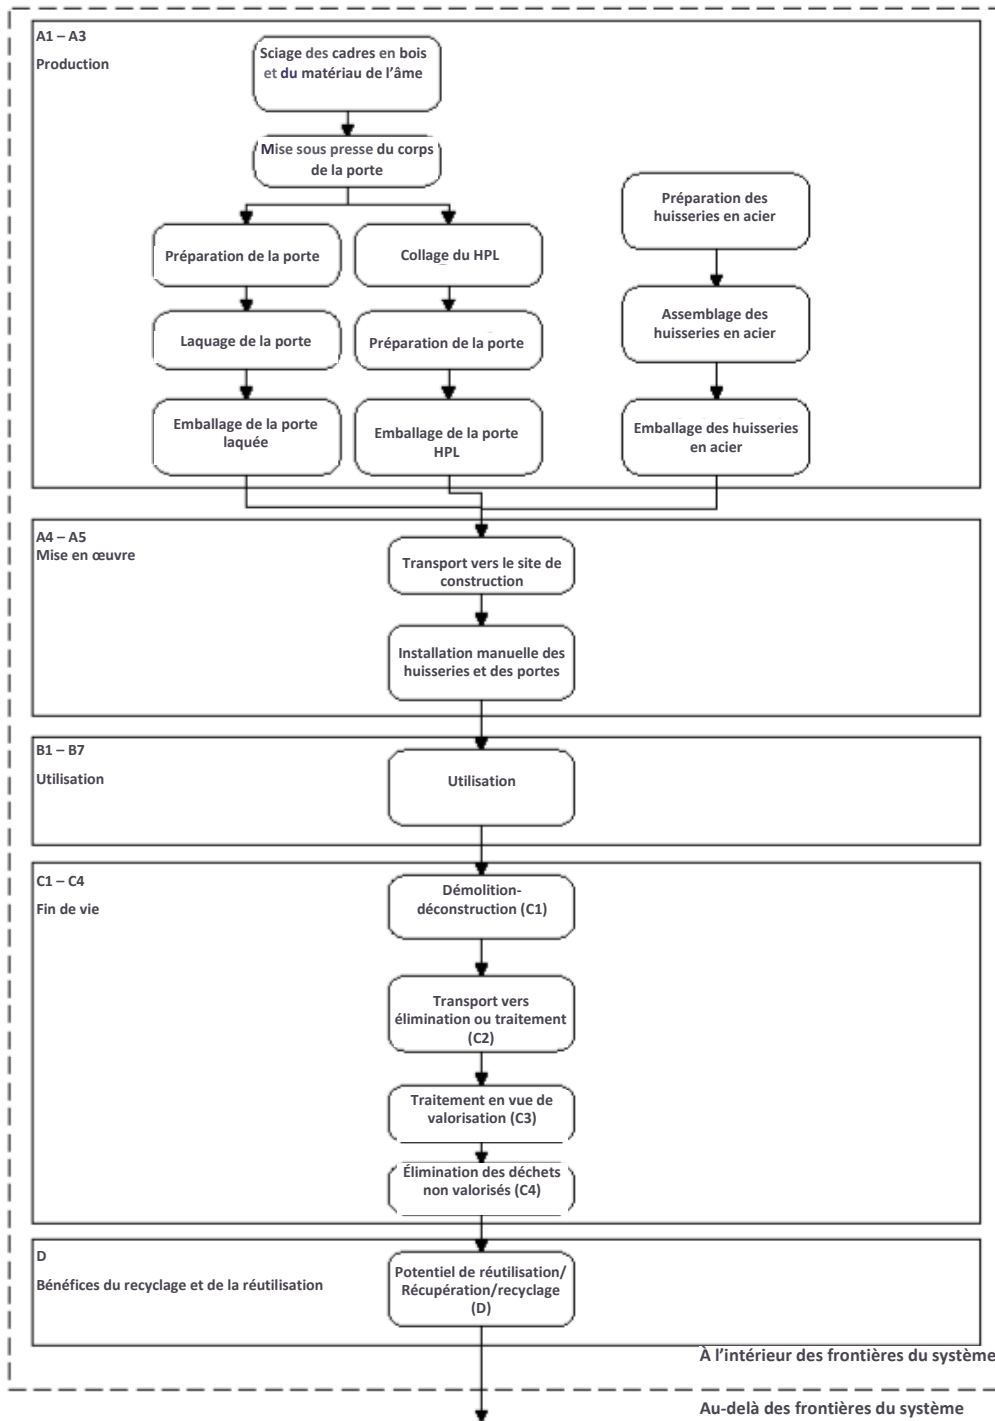 A1 – A3
Production
Sciage des cadres en bois
et du matériau de l'âme
Mise sous presse du corps
de la porte
Préparation des
huisseries en acier
Préparation de la porte
Collage du HPL
Assemblage des
huisseries en acier
Laquage de la porte
Préparation de la porte
Emballage de la porte
laquée
Emballage de la porte
HPL
Emballage des huisseries
en acier
A4 – A5
Mise en œuvre
Transport vers le site de
construction
Installation manuelle des
huisseries et des portes
B1 – B7
Utilisation
Utilisation
C1 – C4
Fin de vie
Démolition-
déconstruction (C1)
Transport vers
élimination ou traitement
(C2)
Traitement en vue de
valorisation (C3)
Élimination des déchets
non valorisés (C4)
D
Bénéfices du recyclage et de la réutilisation
Potentiel de réutilisation/
Récupération/recyclage
(D)
À l'intérieur des frontières du système
Au-delà des frontières du système